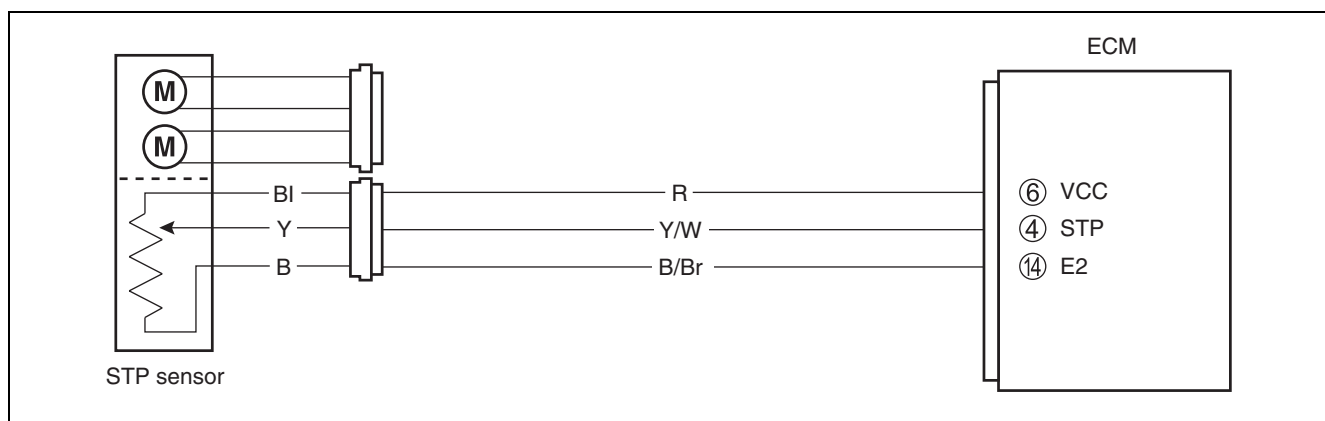 ECM
M
M
Bl R ⑥ VCC
Y Y/W ④ STP
B B/Br ⑭ E2
STP sensor